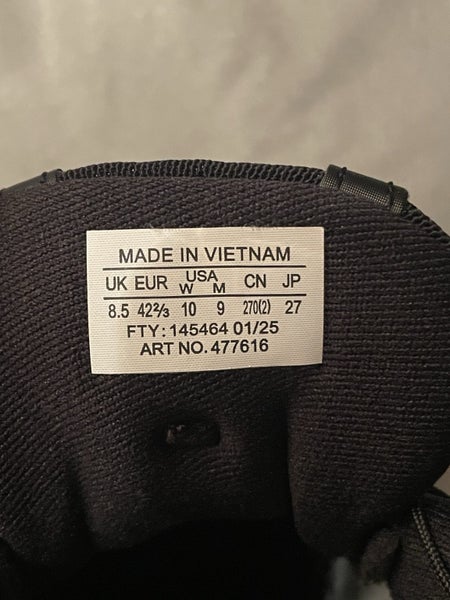 MADE IN VIETNAM
UK EUR USA W M CN JP
8.5 42⅔ 10 9 270(2) 27
FTY: 145464 01/25
ART NO. 477616